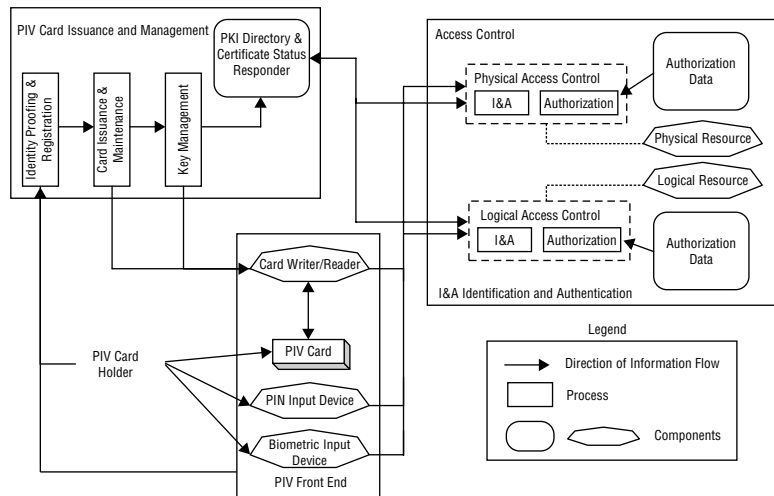 PIV Card Issuance and Management
PKI Directory &
Certificate Status
Responder
Identity Proofing &
Registration
Card Issuance &
Maintenance
Key Management
Access Control
Physical Access Control
I&A
Authorization
Authorization
Data
Physical Resource
Logical Resource
Logical Access Control
I&A
Authorization
Authorization
Data
I&A Identification and Authentication
Card Writer/Reader
PIV Card
PIV Card
Holder
PIN Input Device
Biometric Input
Device
PIV Front End
Legend
Direction of Information Flow
Process
Components